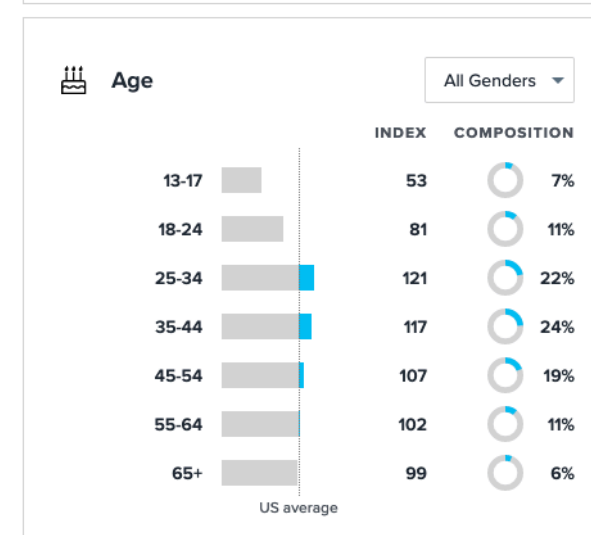 Age
All Genders
INDEX COMPOSITION
13-17 53 7%
18-24 81 11%
25-34 121 22%
35-44 117 24%
45-54 107 19%
55-64 102 11%
65+ 99 6%
US average